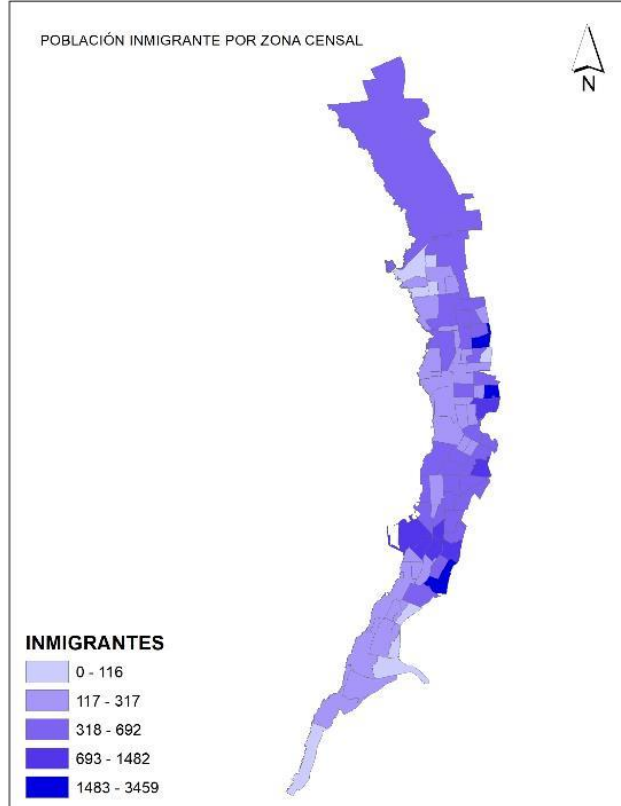 POBLACIÓN INMIGRANTE POR ZONA CENSAL
N
INMIGRANTES
0 - 116
117 - 317
318 - 692
693 - 1482
1483 - 3459